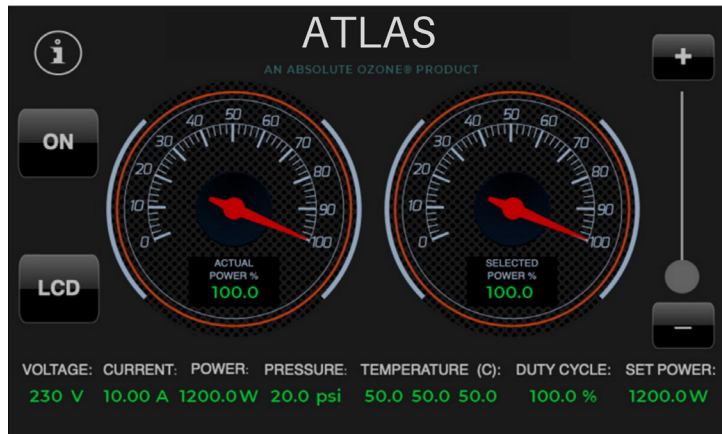 ATLAS
AN ABSOLUTE OZONE® PRODUCT
i
+
ON
LCD
0
10
20
30
40
50
60
70
80
90
100
ACTUAL
POWER %
100.0
0
10
20
30
40
50
60
70
80
90
100
SELECTED
POWER %
100.0
−
VOLTAGE: CURRENT: POWER: PRESSURE: TEMPERATURE (C): DUTY CYCLE: SET POWER:
230 V 10.00 A 1200.0W 20.0 psi 50.0 50.0 50.0 100.0 % 1200.0W